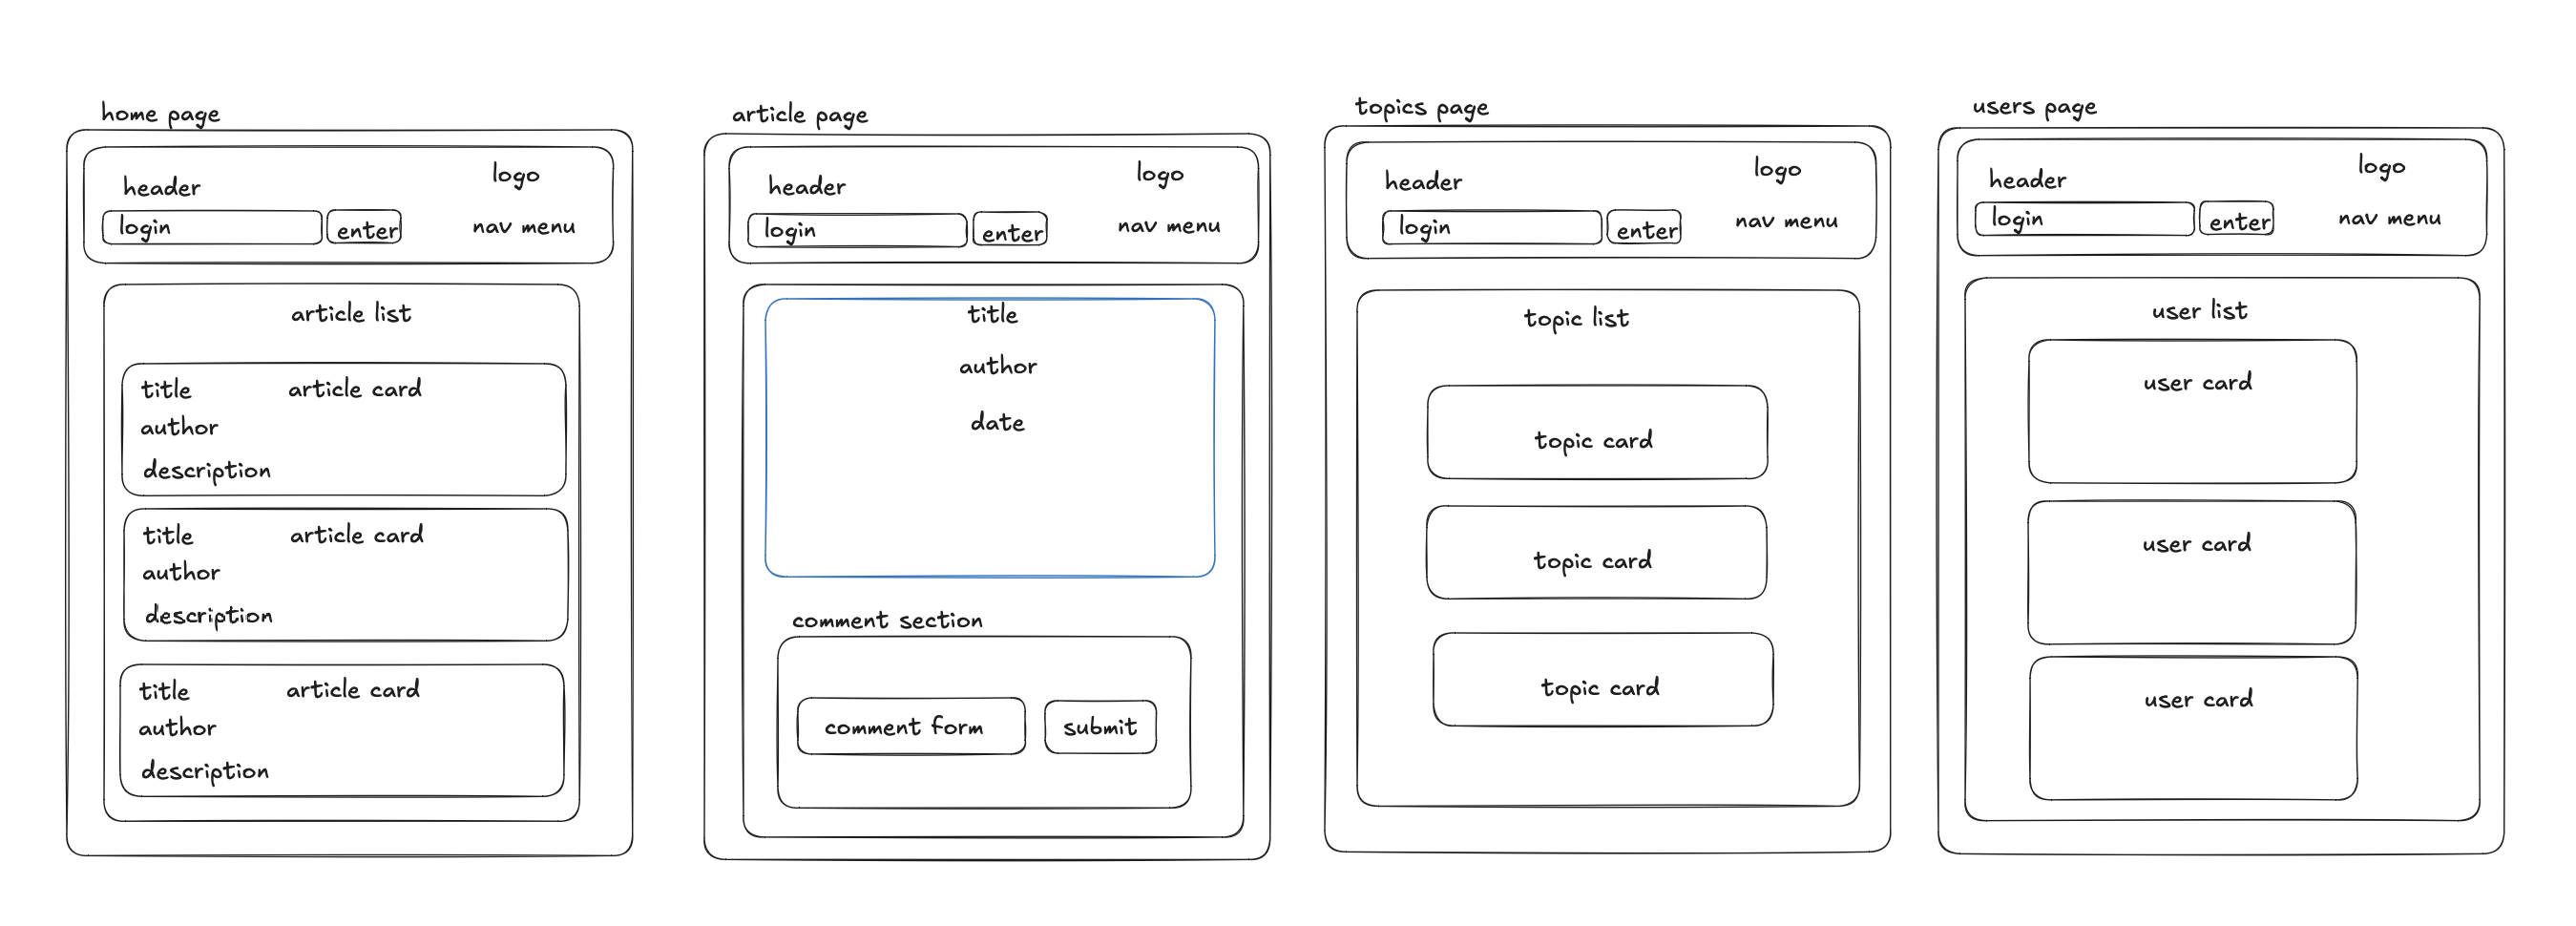 home page
header
logo
login
enter
nav menu
article list
title
article card
author
description
title
article card
author
description
title
article card
author
description
article page
header
logo
login
enter
nav menu
title
author
date
comment section
comment form
submit
topics page
header
logo
login
enter
nav menu
topic list
topic card
topic card
topic card
users page
header
logo
login
enter
nav menu
user list
user card
user card
user card